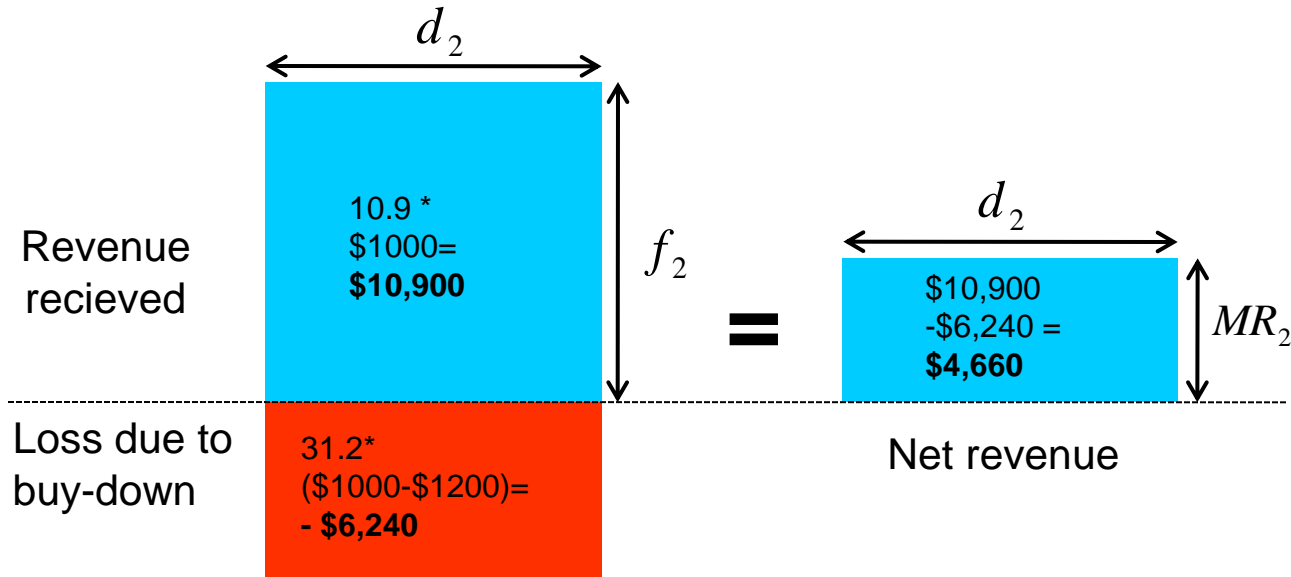 d₂
Revenue
recieved
10.9 *
$1000=
$10,900
f₂
=
d₂
$10,900
-$6,240 =
$4,660
MR₂
Loss due to
buy-down
31.2*
($1000-$1200)=
- $6,240
Net revenue